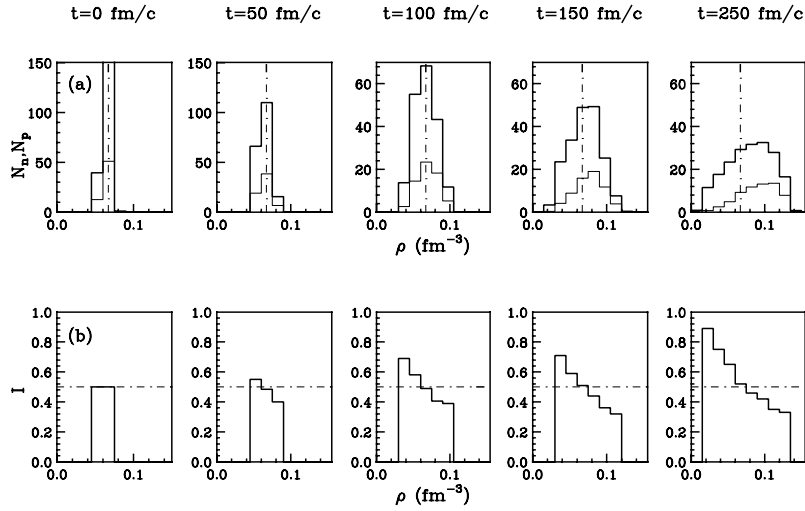 t=0 fm/c t=50 fm/c t=100 fm/c t=150 fm/c t=250 fm/c
(a)
N_n,N_p
150 150 60 60 60
100 100 40 40 40
50 50 20 20 20
0 0 0 0 0
0.0 0.1 0.0 0.1 0.0 0.1 0.0 0.1 0.0 0.1
ρ (fm⁻³) ρ (fm⁻³)
(b)
I
1.0 1.0 1.0 1.0 1.0
0.8 0.8 0.8 0.8 0.8
0.6 0.6 0.6 0.6 0.6
0.4 0.4 0.4 0.4 0.4
0.2 0.2 0.2 0.2 0.2
0.0 0.0 0.0 0.0 0.0
0.0 0.1 0.0 0.1 0.0 0.1 0.0 0.1 0.0 0.1
ρ (fm⁻³) ρ (fm⁻³)